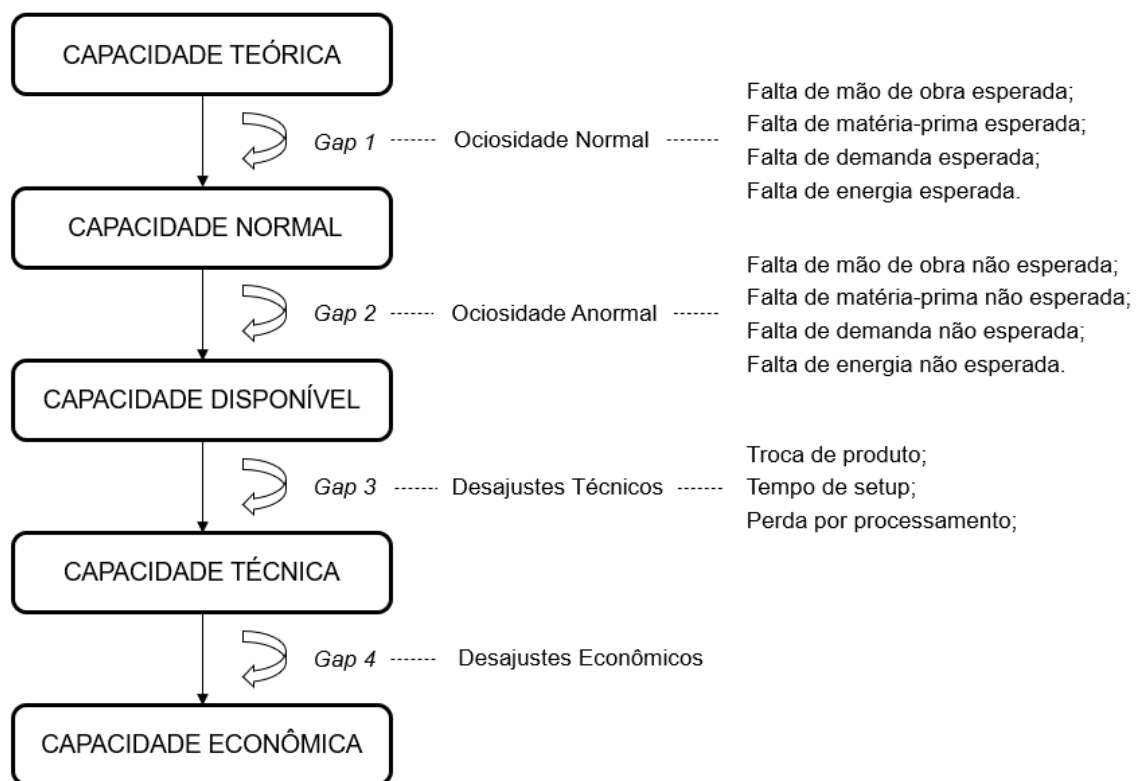 CAPACIDADE TEÓRICA
Gap 1 ------- Ociosidade Normal -------
Falta de mão de obra esperada;
Falta de matéria-prima esperada;
Falta de demanda esperada;
Falta de energia esperada.
CAPACIDADE NORMAL
Gap 2 ------- Ociosidade Anormal -------
Falta de mão de obra não esperada;
Falta de matéria-prima não esperada;
Falta de demanda não esperada;
Falta de energia não esperada.
CAPACIDADE DISPONÍVEL
Gap 3 ------- Desajustes Técnicos -------
Troca de produto;
Tempo de setup;
Perda por processamento;
CAPACIDADE TÉCNICA
Gap 4 ------- Desajustes Econômicos
CAPACIDADE ECONÔMICA